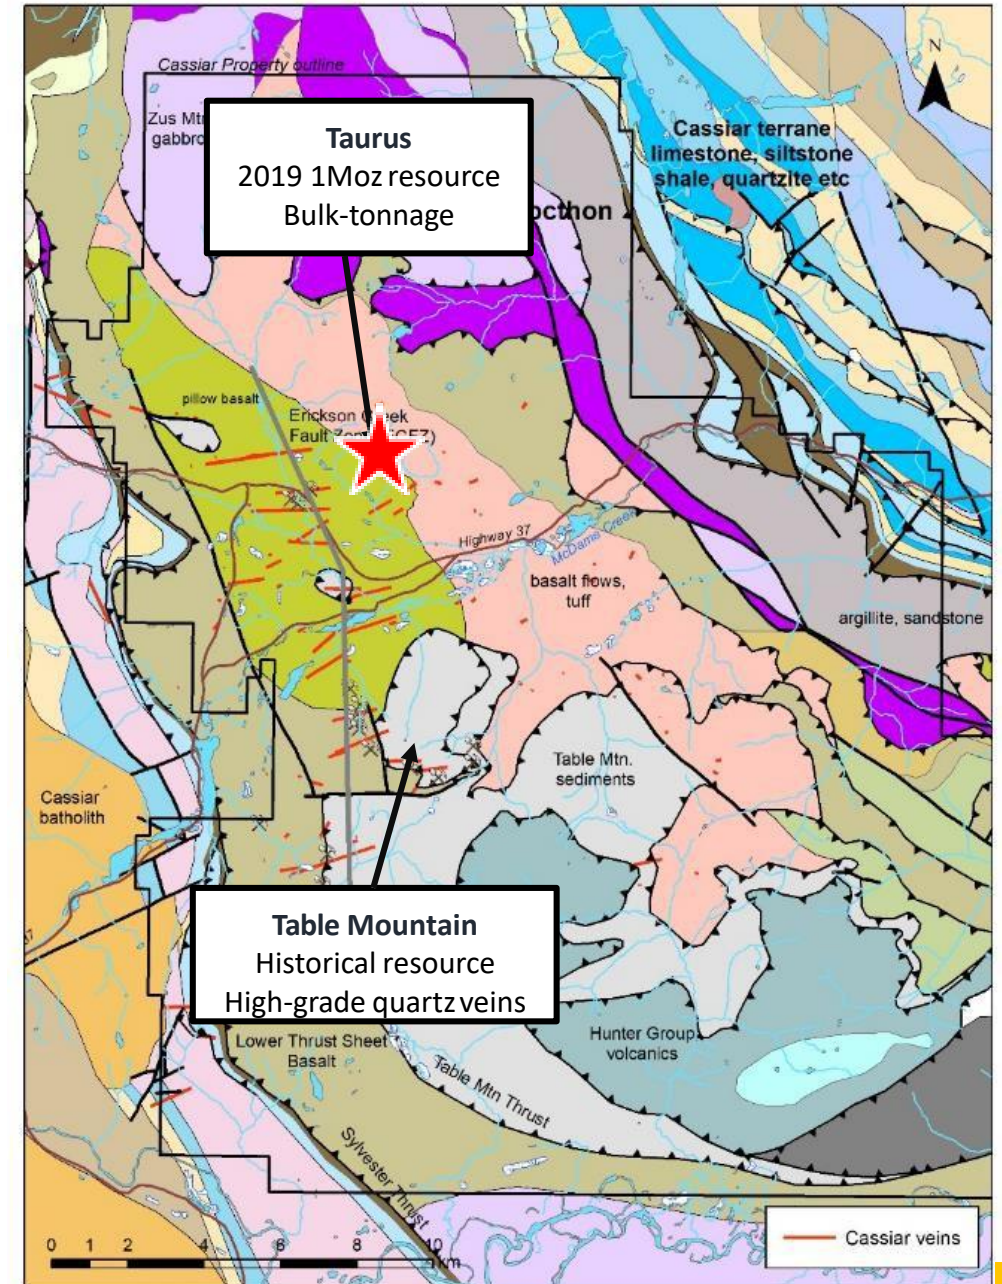 Cassiar Property outline
N
Zus Mtn
gabbro
Taurus
2019 1Moz resource
Bulk-tonnage
Cassiar terrane
limestone, siltstone
shale, quartzite etc
pillow basalt
Erickson Creek
Fault Zone
Highway 37
McDame Creek
basalt flows,
tuff
argillite, sandstone
Table Mtn.
sediments
Cassiar
batholith
Table Mountain
Historical resource
High-grade quartz veins
Lower Thrust Sheet
Basalt
Hunter Group
volcanics
Table Mtn Thrust
Sylvester Thrust
Cassiar veins
0 1 2 4 6 8 10
km